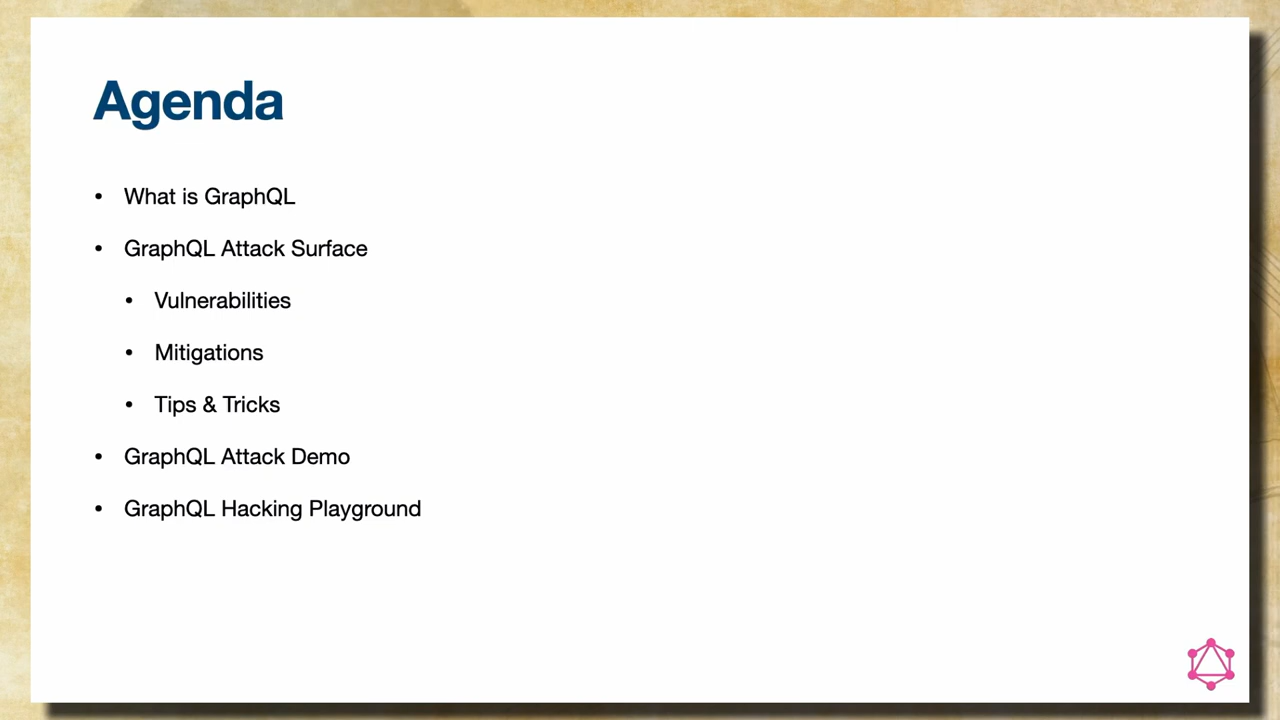 Agenda
• What is GraphQL
• GraphQL Attack Surface
• Vulnerabilities
• Mitigations
• Tips & Tricks
• GraphQL Attack Demo
• GraphQL Hacking Playground